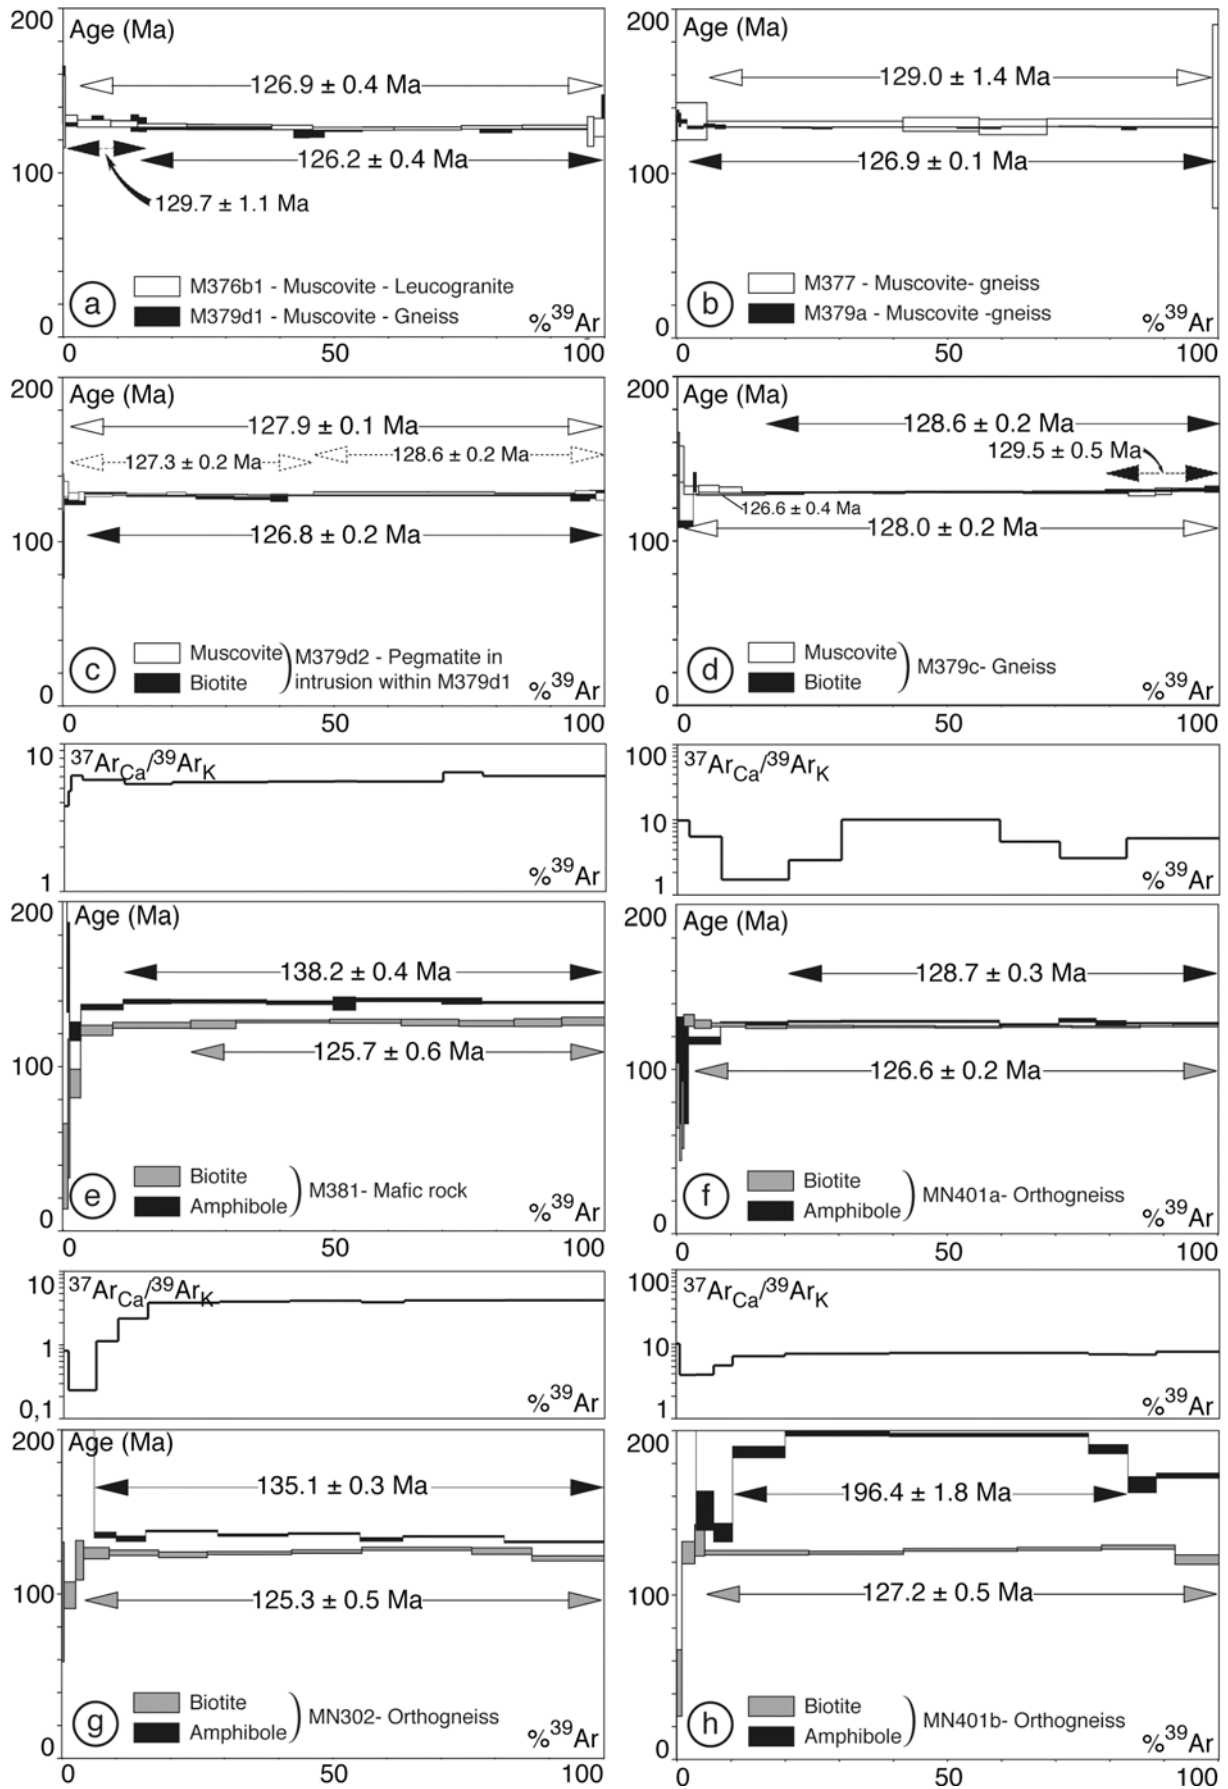 200
Age (Ma)
126.9 ± 0.4 Ma
100
126.2 ± 0.4 Ma
129.7 ± 1.1 Ma
a
M376b1 - Muscovite - Leucogranite
M379d1 - Muscovite - Gneiss
%39Ar
0
0 50 100
200
Age (Ma)
129.0 ± 1.4 Ma
100
126.9 ± 0.1 Ma
b
M377 - Muscovite- gneiss
M379a - Muscovite -gneiss
%39Ar
0
0 50 100
200
Age (Ma)
127.9 ± 0.1 Ma
127.3 ± 0.2 Ma
128.6 ± 0.2 Ma
100
126.8 ± 0.2 Ma
c
Muscovite
Biotite
M379d2 - Pegmatite in
intrusion within M379d1
%39Ar
0
0 50 100
200
Age (Ma)
128.6 ± 0.2 Ma
129.5 ± 0.5 Ma
126.6 ± 0.4 Ma
100
128.0 ± 0.2 Ma
d
Muscovite
Biotite
M379c- Gneiss
%39Ar
0
0 50 100
10
37ArCa/39ArK
1
%39Ar
200
Age (Ma)
138.2 ± 0.4 Ma
125.7 ± 0.6 Ma
100
e
Biotite
Amphibole
M381- Mafic rock
%39Ar
0
0 50 100
100
37ArCa/39ArK
10
1
%39Ar
200
Age (Ma)
128.7 ± 0.3 Ma
100
126.6 ± 0.2 Ma
f
Biotite
Amphibole
MN401a- Orthogneiss
%39Ar
0
0 50 100
10
37ArCa/39ArK
1
0,1
%39Ar
200
Age (Ma)
135.1 ± 0.3 Ma
100
125.3 ± 0.5 Ma
g
Biotite
Amphibole
MN302- Orthogneiss
%39Ar
0
0 50 100
100
37ArCa/39ArK
10
1
%39Ar
200
196.4 ± 1.8 Ma
100
127.2 ± 0.5 Ma
h
Biotite
Amphibole
MN401b- Orthogneiss
%39Ar
0
0 50 100